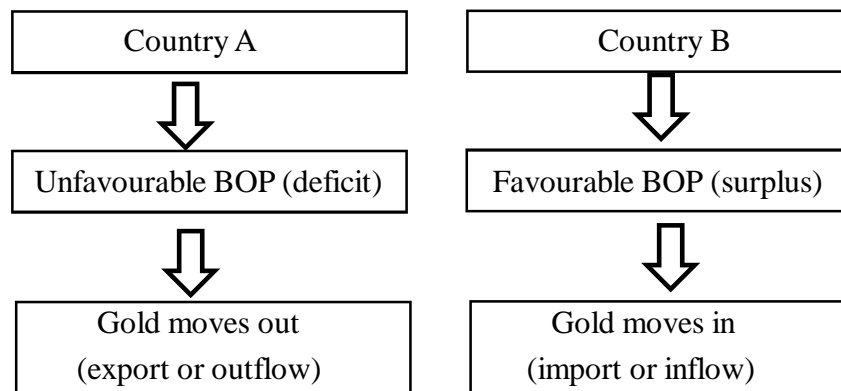 Country A
Country B
Unfavourable BOP (deficit)
Favourable BOP (surplus)
Gold moves out
(export or outflow)
Gold moves in
(import or inflow)